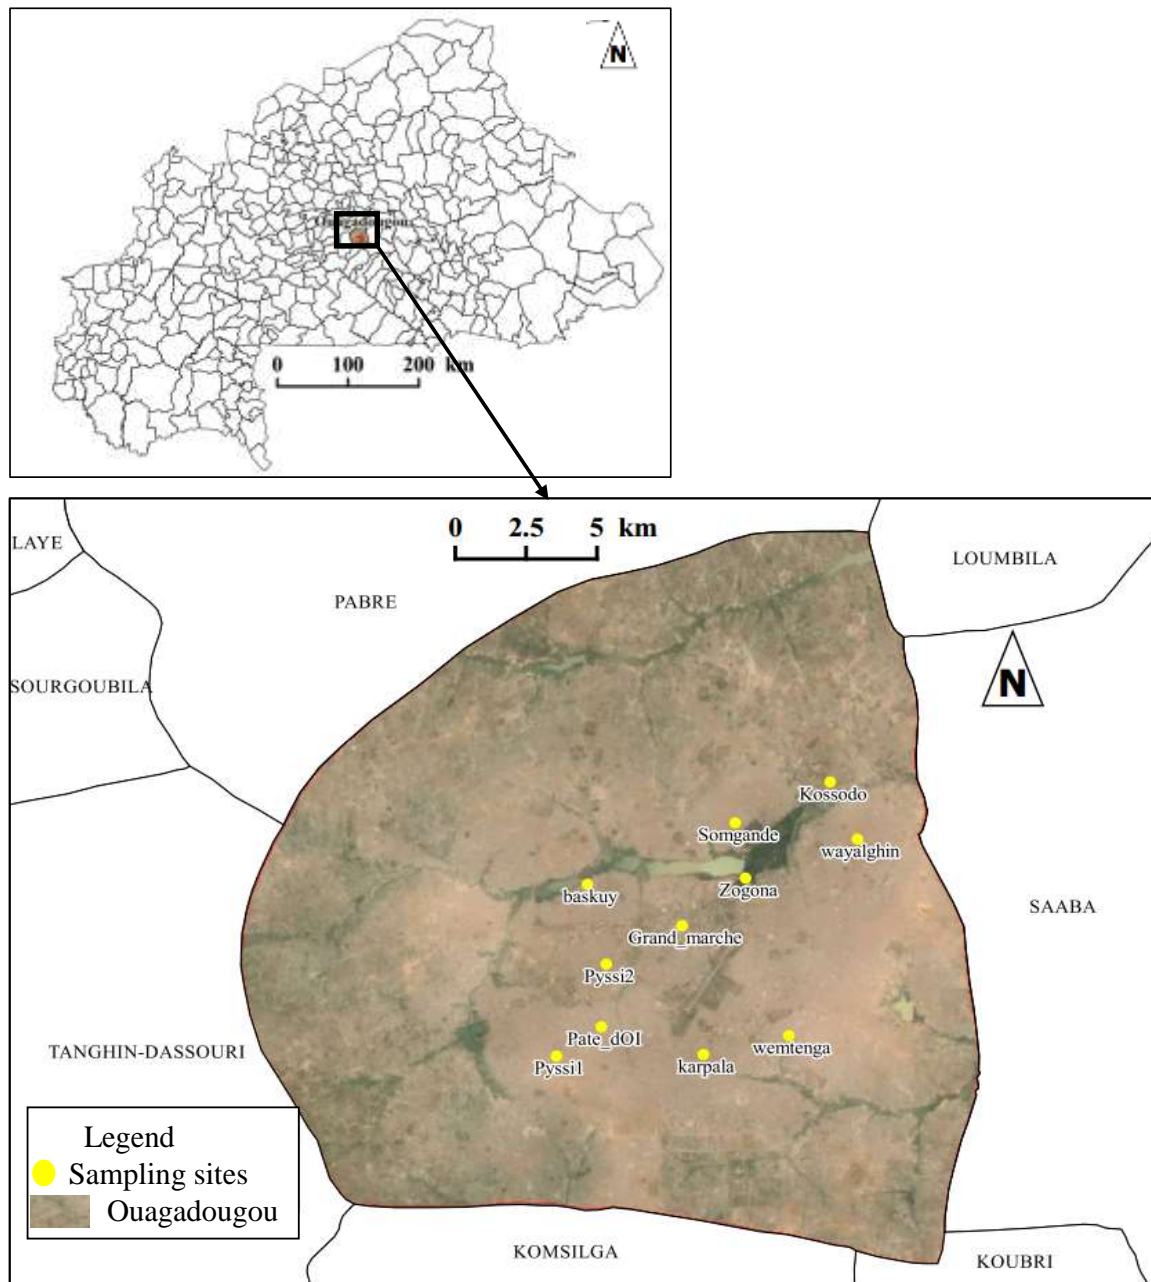 N
Ouagadougou
0 100 200 km
0 2.5 5 km
LAYE
LOUMBILA
PABRE
N
SOURGOUBILA
Kossodo
Somgande
wayalghin
Zogona
baskuy
SAABA
Grand_marche
Pyssi2
Pate_dOI
wemtenga
TANGHIN-DASSOURI
Pyssi1
karpala
Legend
Sampling sites
Ouagadougou
KOMSILGA
KOUBRI